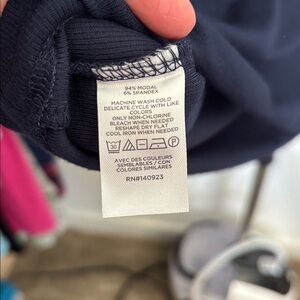 94% MODAL
6% SPANDEX
MACHINE WASH COLD
DELICATE CYCLE WITH LIKE
COLORS
ONLY NON-CHLORINE
BLEACH WHEN NEEDED
RESHAPE DRY FLAT
COOL IRON WHEN NEEDED
P
AVEC DES COULEURS
SEMBLABLES / CON
COLORES SIMILARES
RN#140923